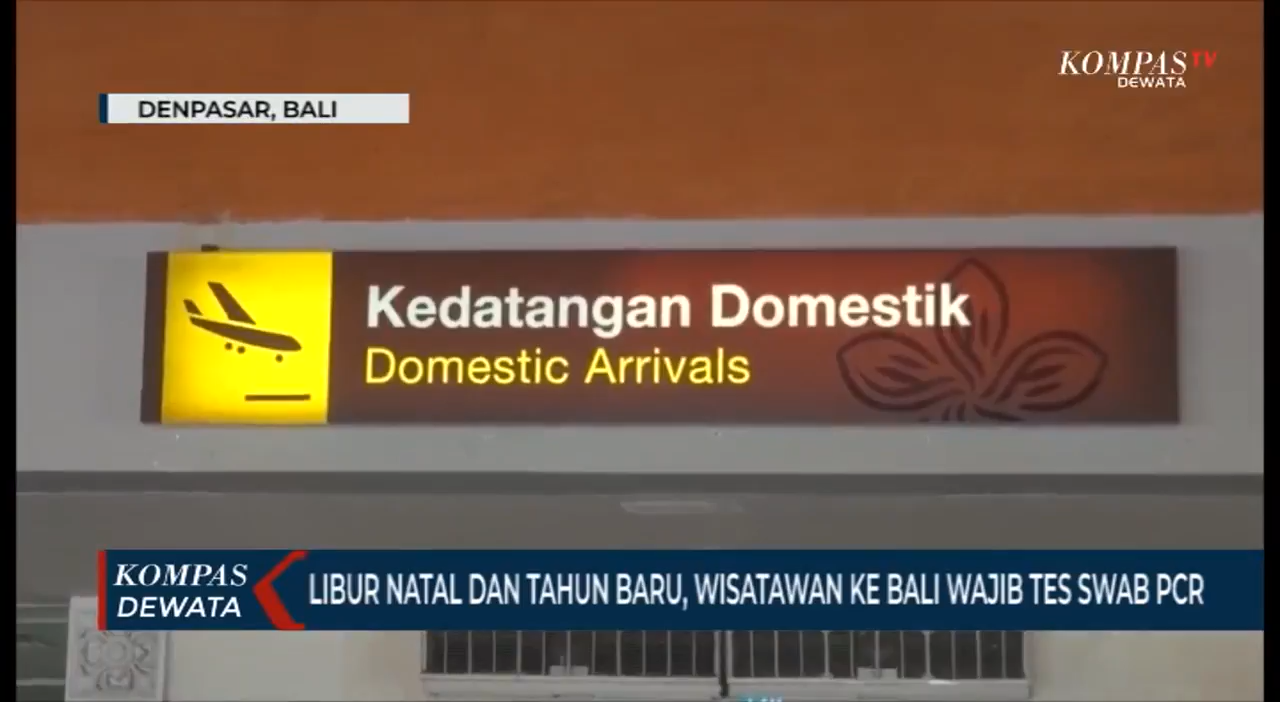 KOMPAS TV
DEWATA
DENPASAR, BALI
Kedatangan Domestik
Domestic Arrivals
KOMPAS
DEWATA
LIBUR NATAL DAN TAHUN BARU, WISATAWAN KE BALI WAJIB TES SWAB PCR